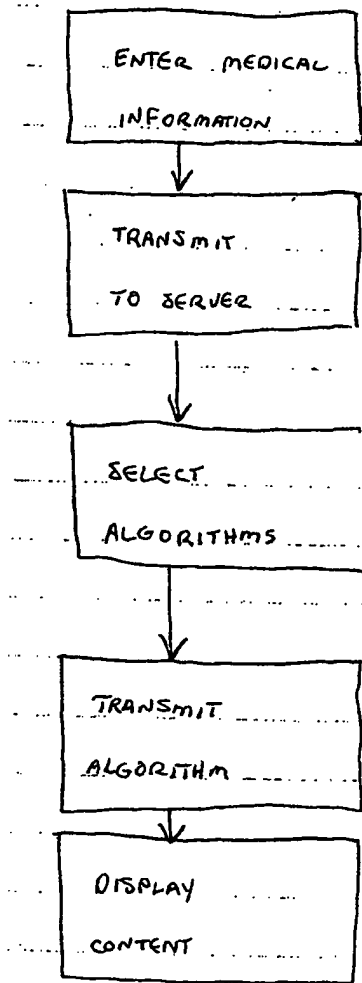 ENTER MEDICAL
INFORMATION
TRANSMIT
TO SERVER
SELECT
ALGORITHMS
TRANSMIT
ALGORITHM
DISPLAY
CONTENT